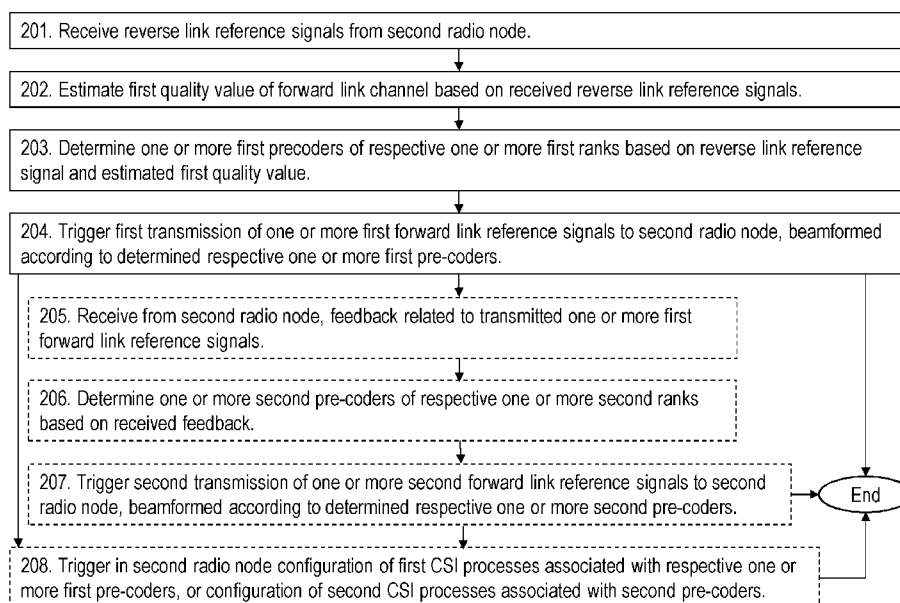 201. Receive reverse link reference signals from second radio node.
202. Estimate first quality value of forward link channel based on received reverse link reference signals.
203. Determine one or more first precoders of respective one or more first ranks based on reverse link reference
signal and estimated first quality value.
204. Trigger first transmission of one or more first forward link reference signals to second radio node, beamformed
according to determined respective one or more first pre-coders.
205. Receive from second radio node, feedback related to transmitted one or more first
forward link reference signals.
206. Determine one or more second pre-coders of respective one or more second ranks
based on received feedback.
207. Trigger second transmission of one or more second forward link reference signals to second
radio node, beamformed according to determined respective one or more second pre-coders.
End
208. Trigger in second radio node configuration of first CSI processes associated with respective one or
more first pre-coders, or configuration of second CSI processes associated with second pre-coders.